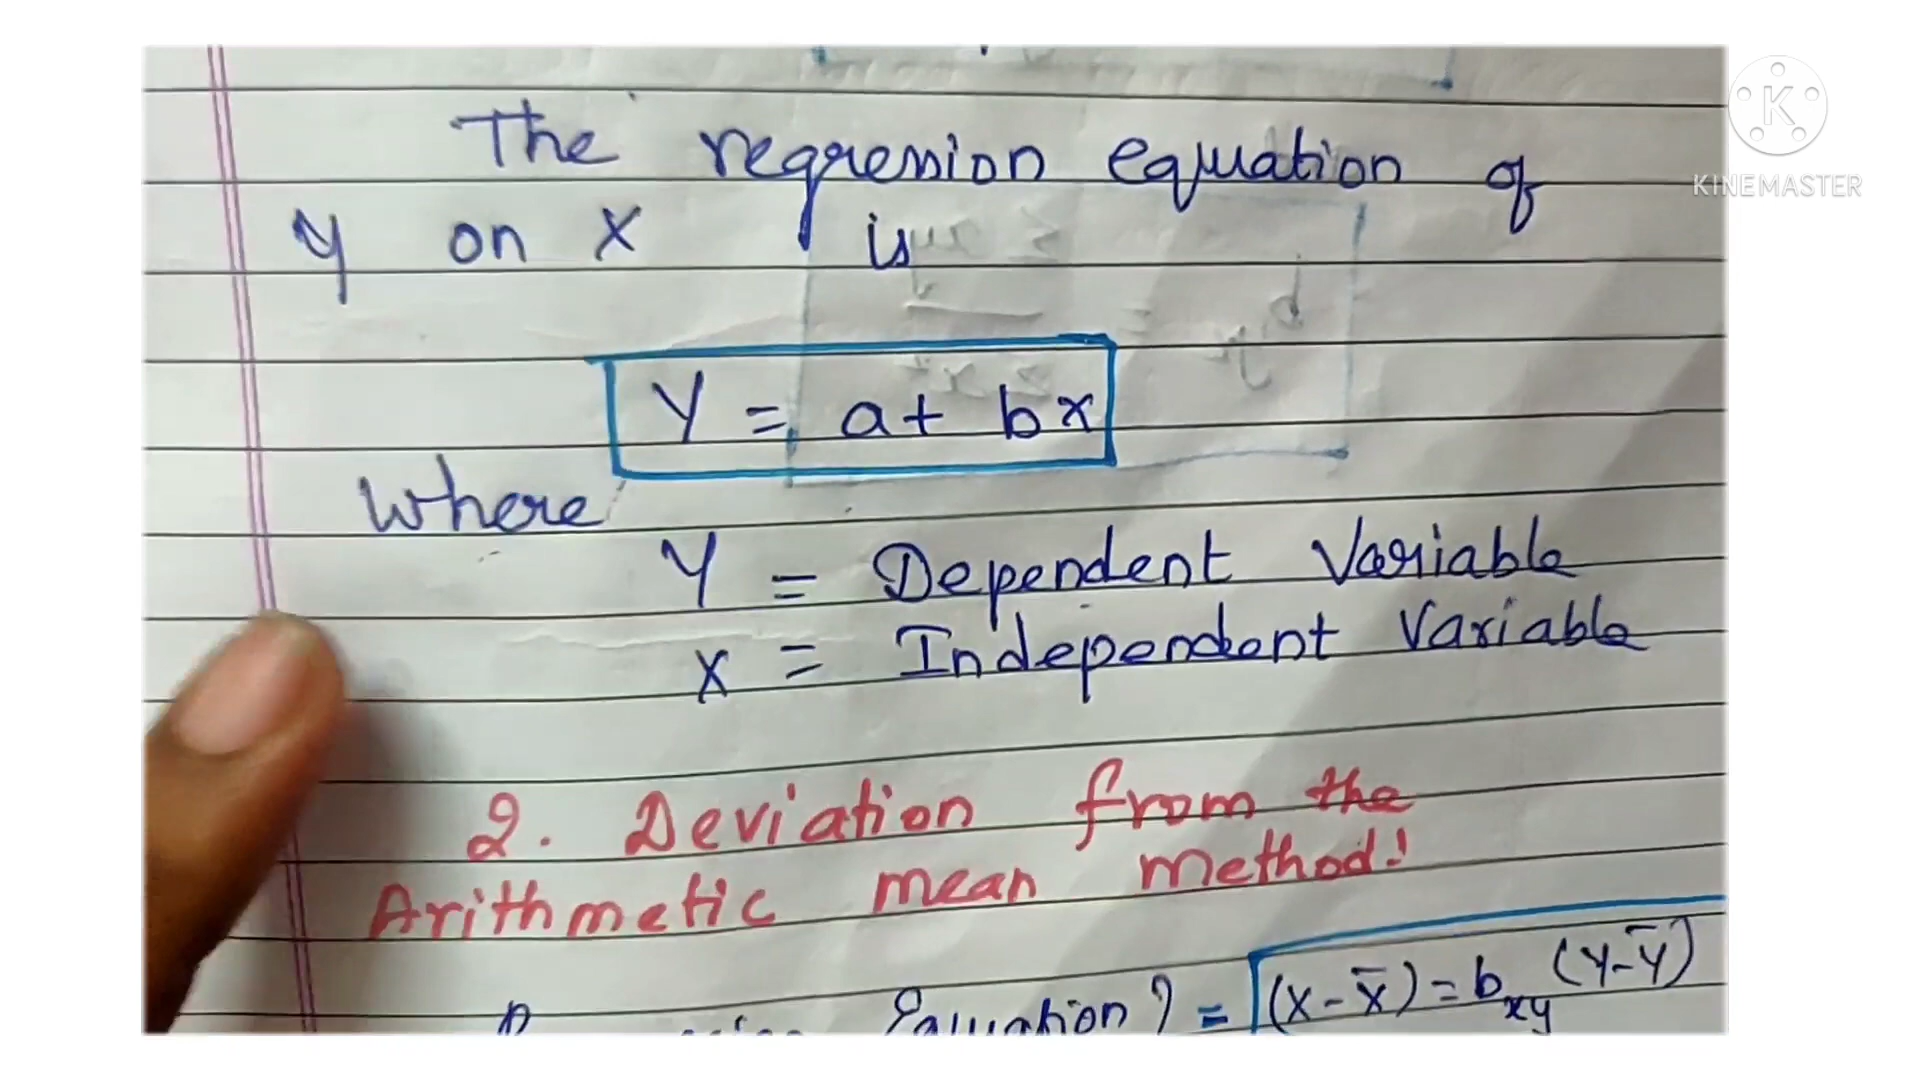 The regression equation of
Y on X is
Y = a + bx
Where
Y = Dependent Variable
X = Independent Variable
2. Deviation from the
Arithmetic mean method:
Equation } = (X - X̄) = bxy (Y - Ȳ)
K
KINEMASTER